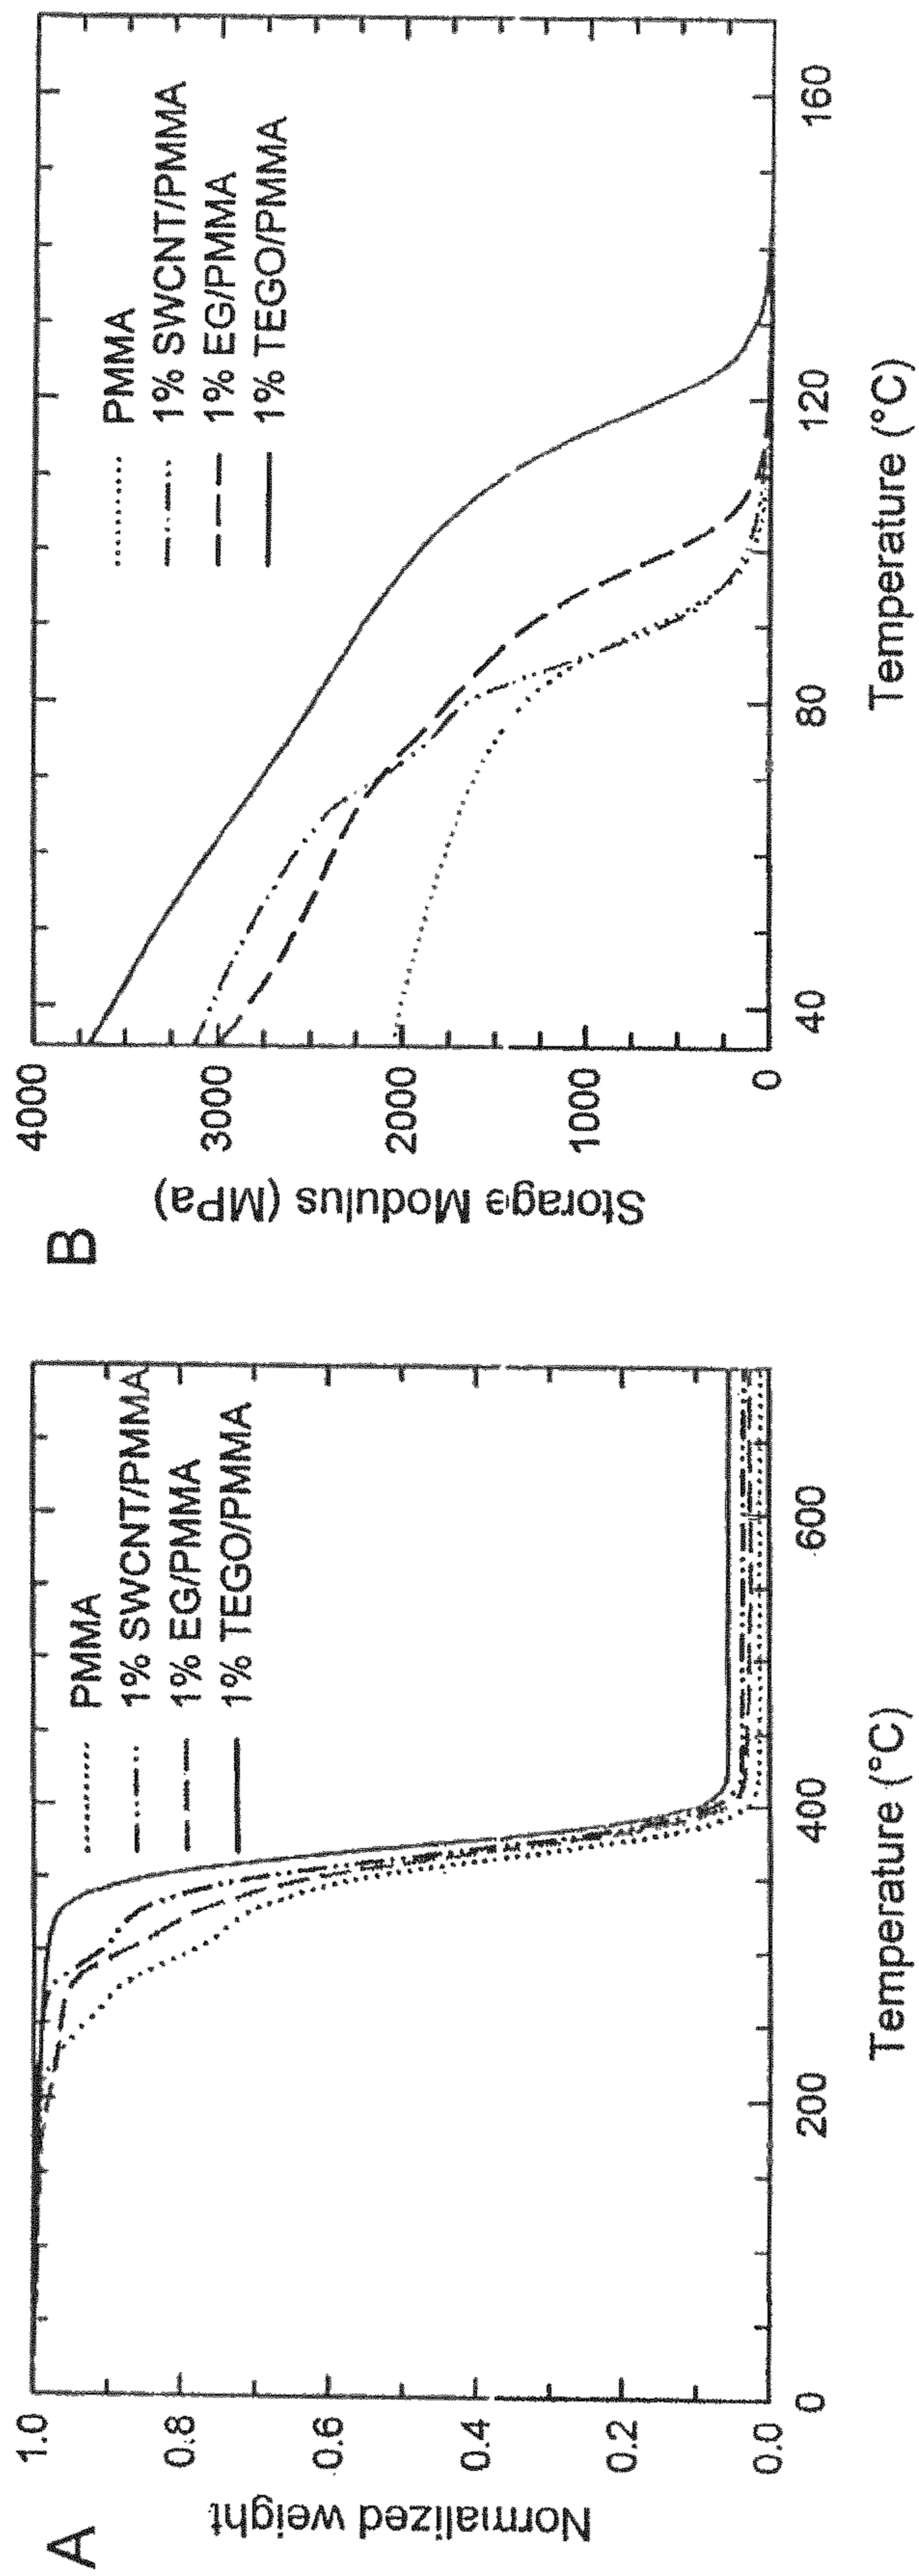 A
Normalized weight
1.0
0.8
0.6
0.4
0.2
0.0
0
200
400
600
Temperature (°C)
PMMA
1% SWCNT/PMMA
1% EG/PMMA
1% TEGO/PMMA
B
Storage Modulus (MPa)
4000
3000
2000
1000
0
40
80
120
160
Temperature (°C)
PMMA
1% SWCNT/PMMA
1% EG/PMMA
1% TEGO/PMMA